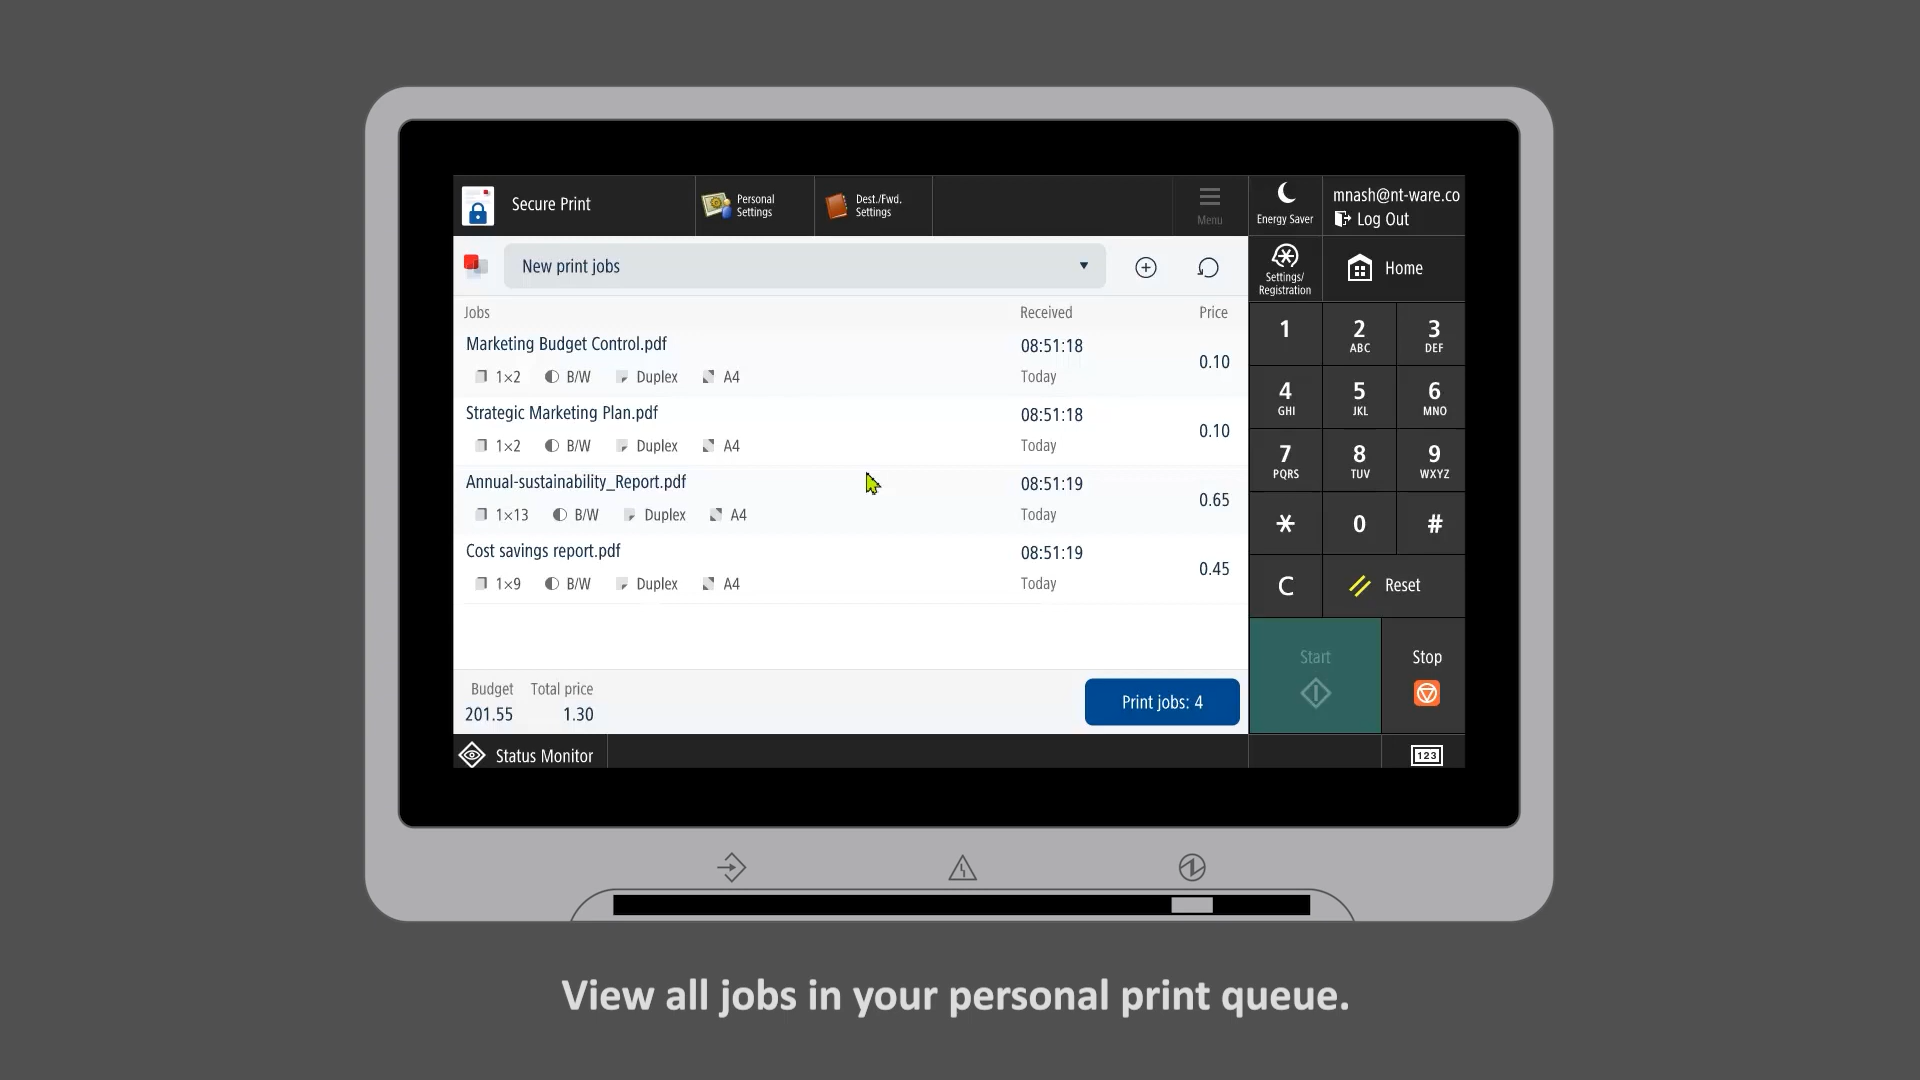 Secure Print
Personal Settings
Dest./Fwd. Settings
Menu
Energy Saver
mnash@nt-ware.co
Log Out
New print jobs
Settings/ Registration
Home
Jobs Received Price
Marketing Budget Control.pdf 08:51:18 0.10
1×2 B/W Duplex A4 Today
Strategic Marketing Plan.pdf 08:51:18 0.10
1×2 B/W Duplex A4 Today
Annual-sustainability_Report.pdf 08:51:19 0.65
1×13 B/W Duplex A4 Today
Cost savings report.pdf 08:51:19 0.45
1×9 B/W Duplex A4 Today
Budget Total price
201.55 1.30
Print jobs: 4
1 2 3
ABC DEF
4 5 6
GHI JKL MNO
7 8 9
PQRS TUV WXYZ
* 0 #
C Reset
Start Stop
Status Monitor
123
View all jobs in your personal print queue.